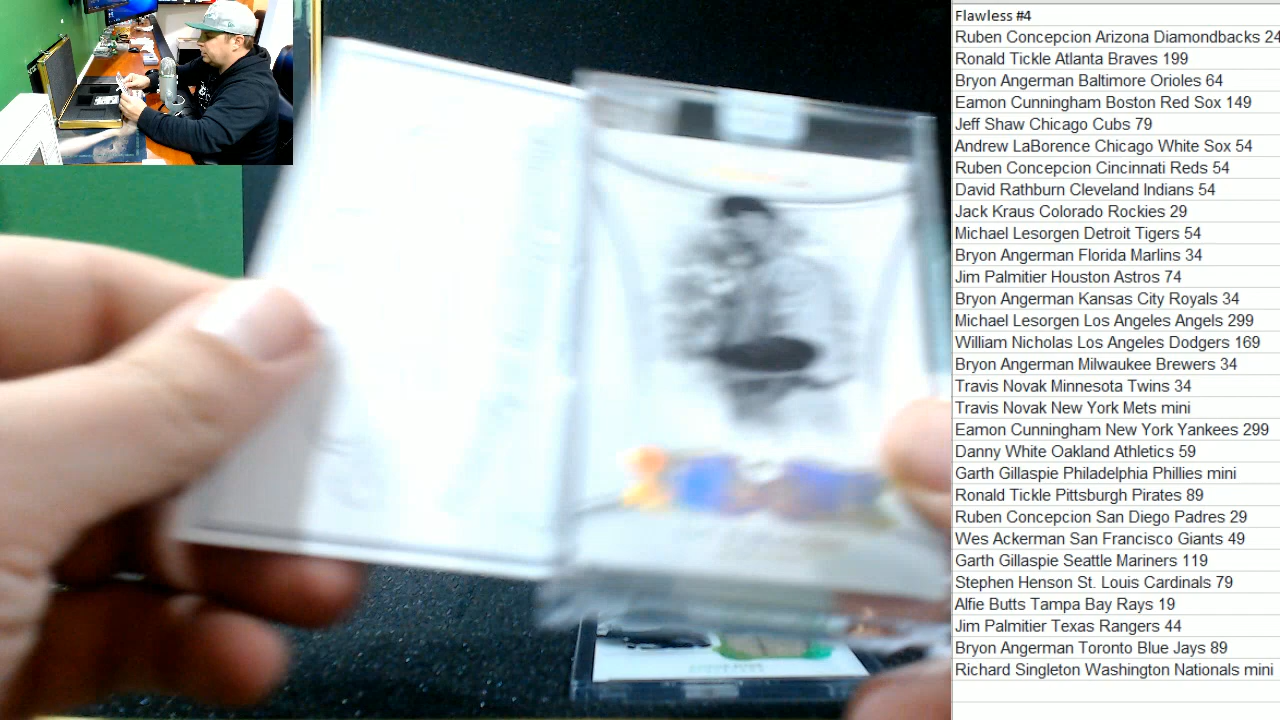 Flawless #4
Ruben Concepcion Arizona Diamondbacks 24
Ronald Tickle Atlanta Braves 199
Bryon Angerman Baltimore Orioles 64
Eamon Cunningham Boston Red Sox 149
Jeff Shaw Chicago Cubs 79
Andrew LaBorence Chicago White Sox 54
Ruben Concepcion Cincinnati Reds 54
David Rathburn Cleveland Indians 54
Jack Kraus Colorado Rockies 29
Michael Lesorgen Detroit Tigers 54
Bryon Angerman Florida Marlins 34
Jim Palmitier Houston Astros 74
Bryon Angerman Kansas City Royals 34
Michael Lesorgen Los Angeles Angels 299
William Nicholas Los Angeles Dodgers 169
Bryon Angerman Milwaukee Brewers 34
Travis Novak Minnesota Twins 34
Travis Novak New York Mets mini
Eamon Cunningham New York Yankees 299
Danny White Oakland Athletics 59
Garth Gillaspie Philadelphia Phillies mini
Ronald Tickle Pittsburgh Pirates 89
Ruben Concepcion San Diego Padres 29
Wes Ackerman San Francisco Giants 49
Garth Gillaspie Seattle Mariners 119
Stephen Henson St. Louis Cardinals 79
Alfie Butts Tampa Bay Rays 19
Jim Palmitier Texas Rangers 44
Bryon Angerman Toronto Blue Jays 89
Richard Singleton Washington Nationals mini